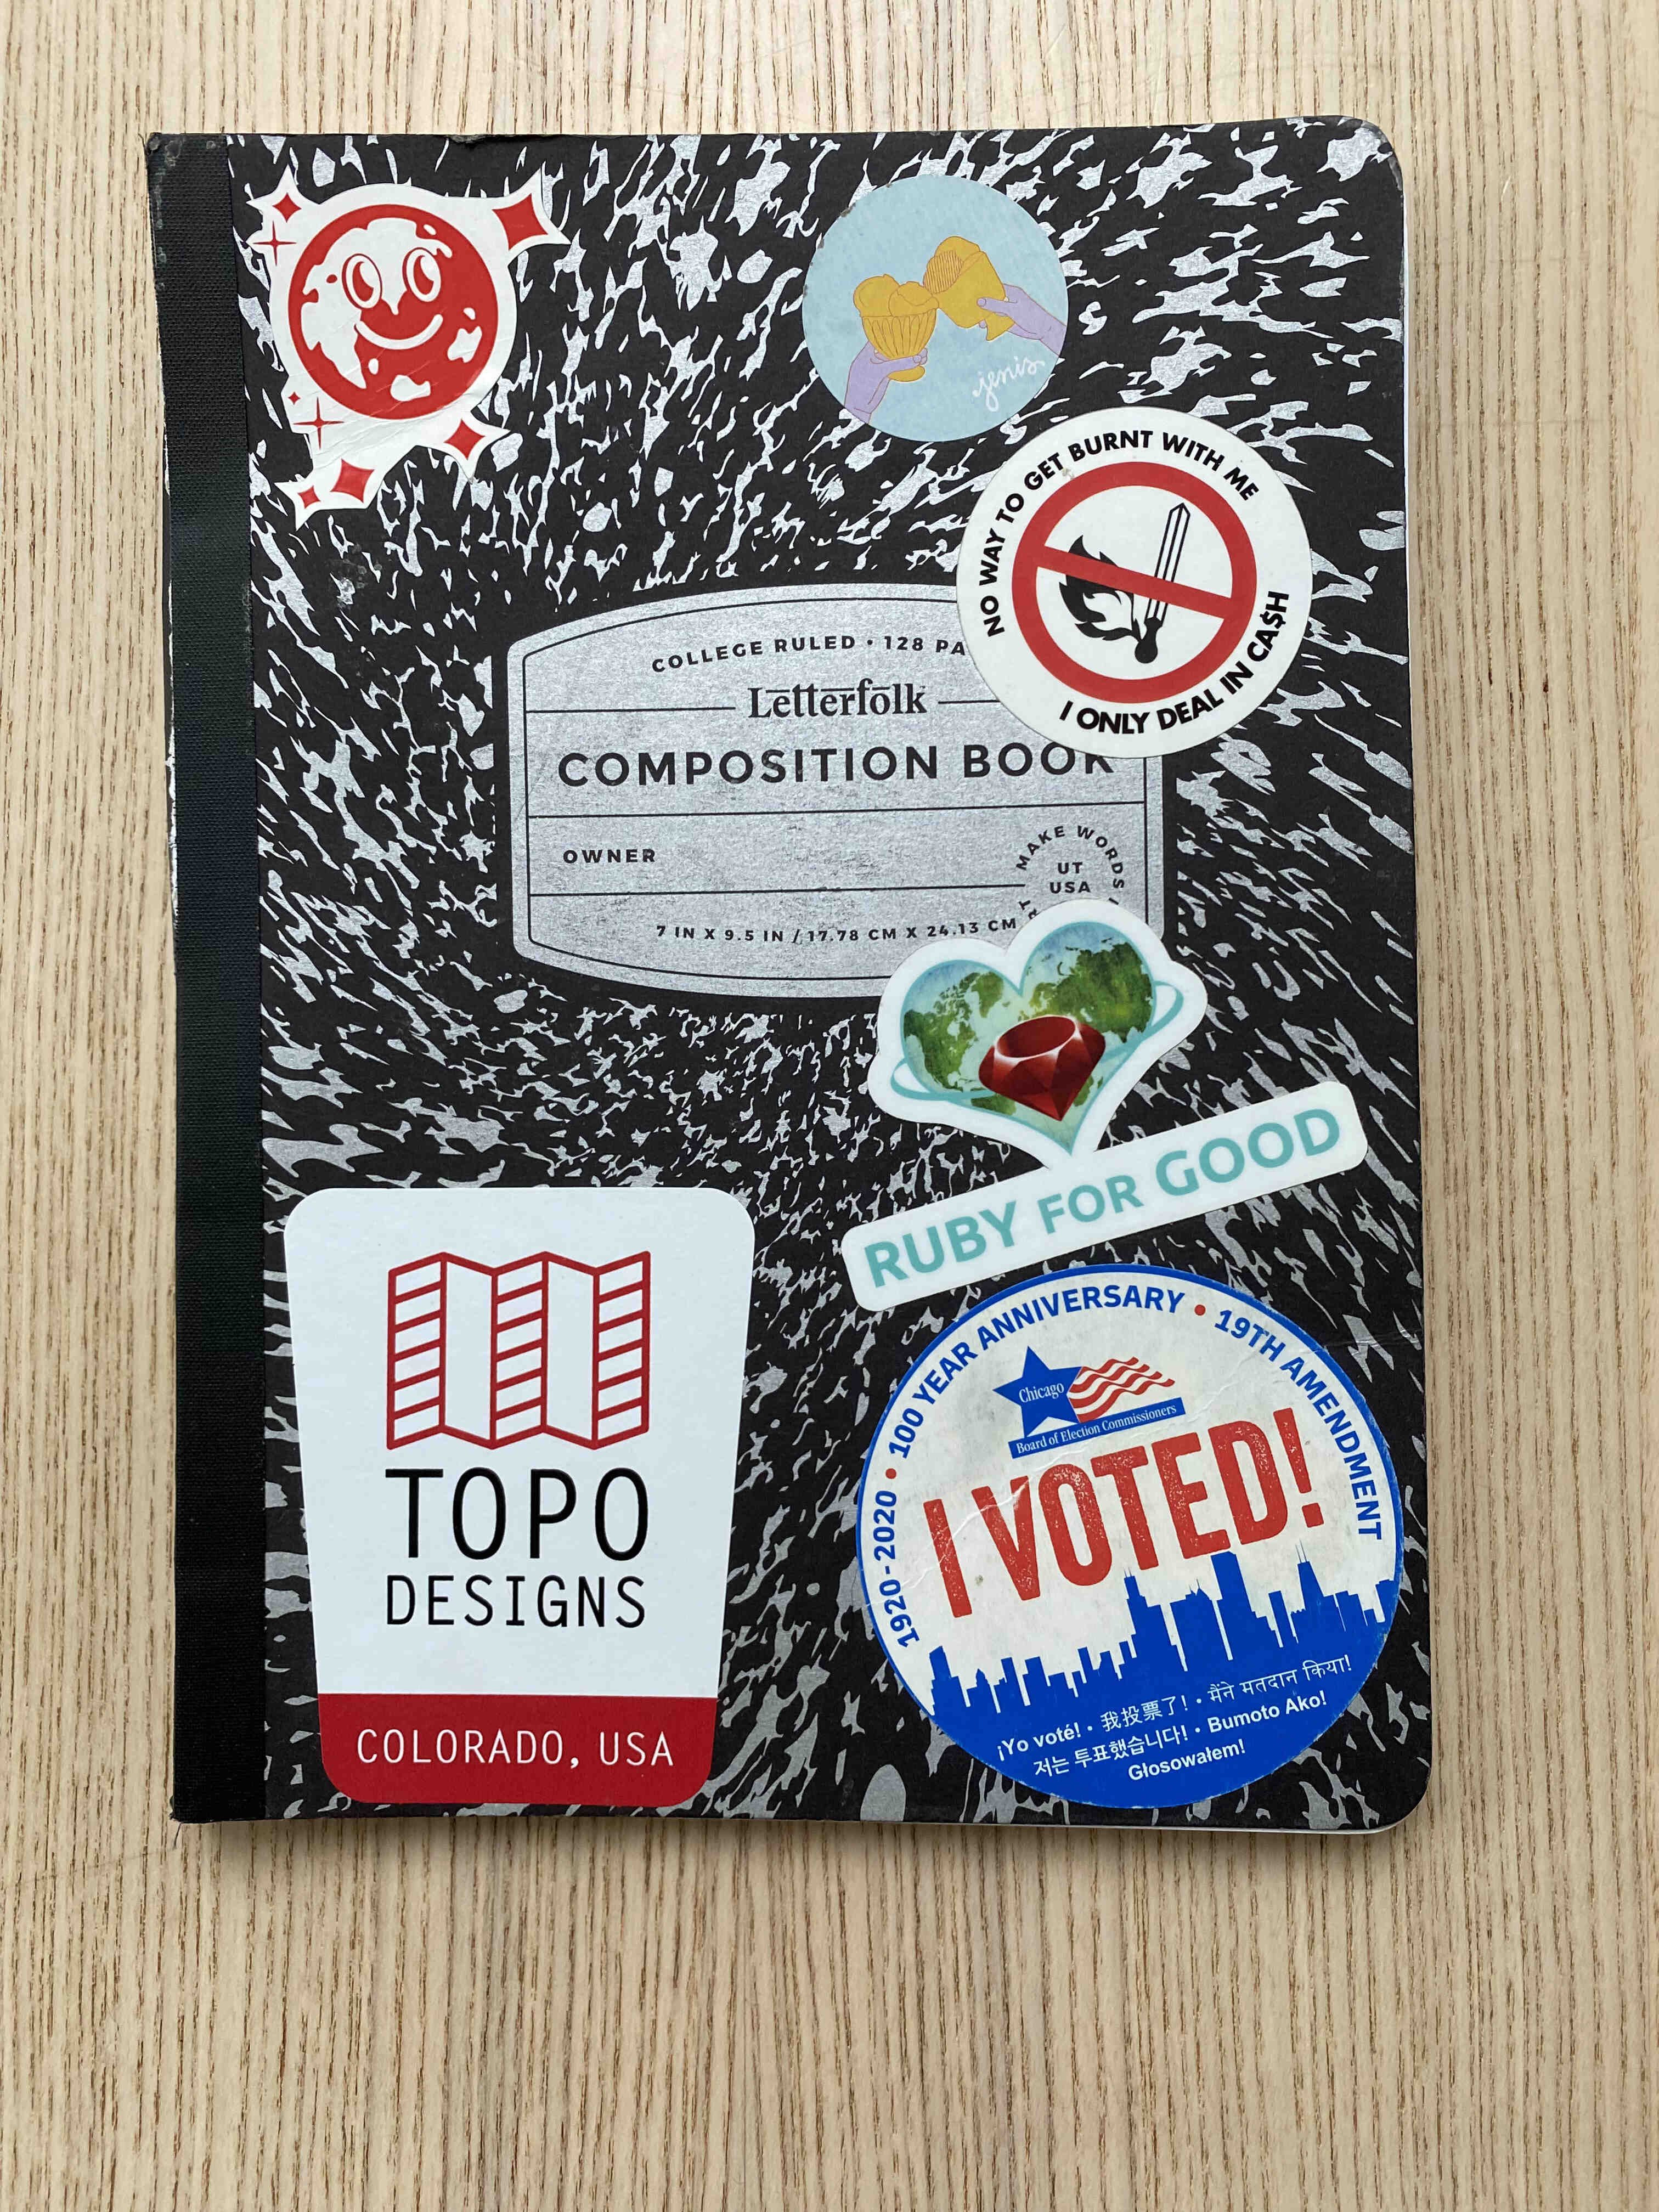 jenis
NO WAY TO GET BURNT WITH ME
I ONLY DEAL IN CA$H
COLLEGE RULED • 128
Lētterfōlk
COMPOSITION BOOK
OWNER
MAKE WORDS
UT
USA
7 IN X 9.5 IN / 17.78 CM X 24.13 CM
RUBY FOR GOOD
TOPO
DESIGNS
COLORADO, USA
1920-2020 • 100 YEAR ANNIVERSARY • 19TH AMENDMENT
Chicago
Board of Election Commissioners
I VOTED!
¡Yo voté! • 我投票了! • मैंने मतदान किया!
저는 투표했습니다! • Bumoto Ako!
Głosowałem!